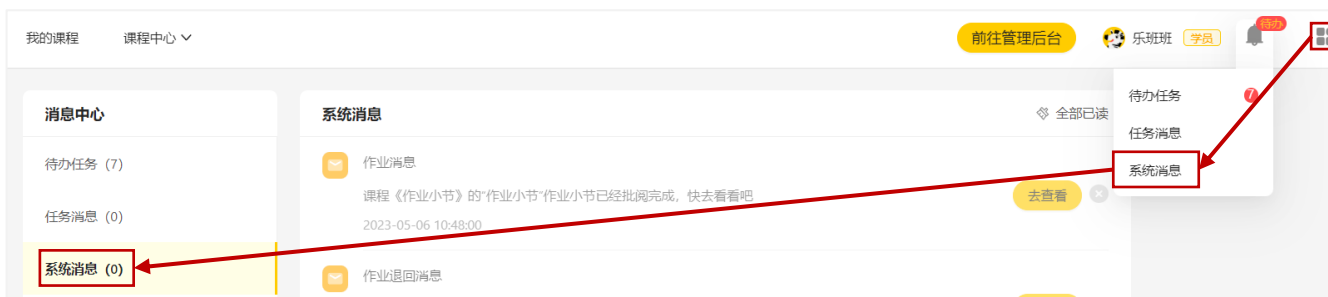 我的课程 课程中心 前往管理后台 乐班班 学员 待办
消息中心
待办任务 (7)
任务消息 (0)
系统消息 (0)
系统消息 全部已读
作业消息
课程《作业小节》的"作业小节"作业小节已经批阅完成，快去看看吧 去查看
2023-05-06 10:48:00
作业退回消息
待办任务 7
任务消息
系统消息